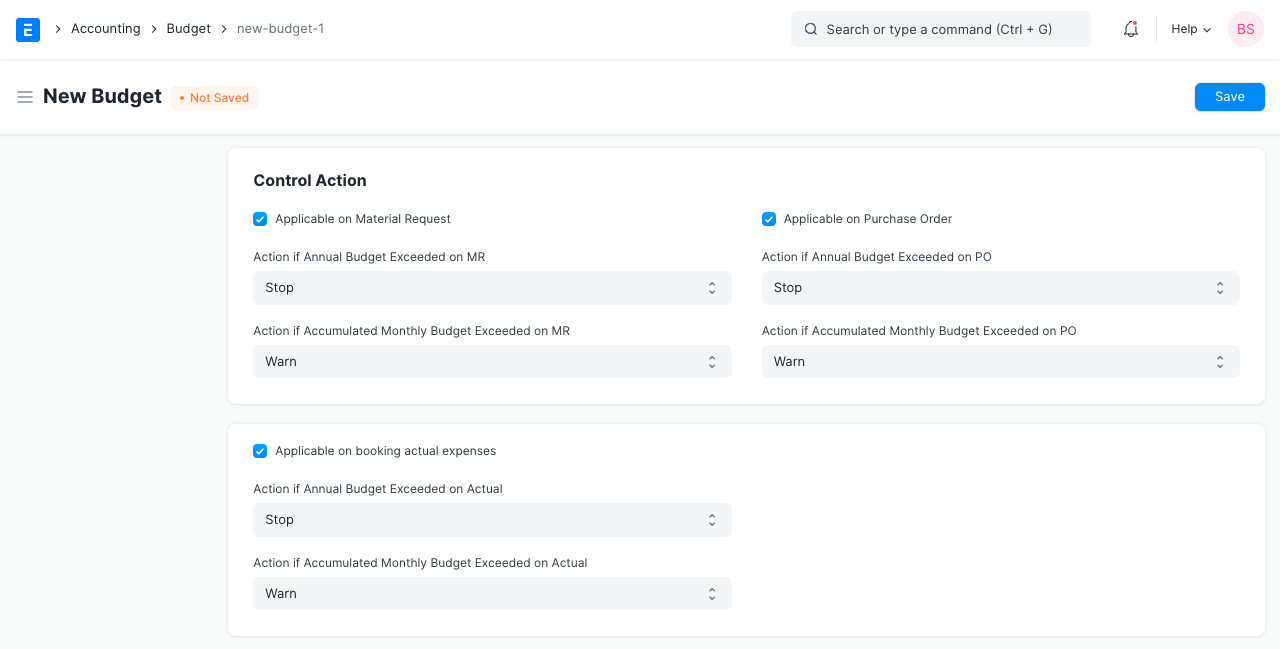 E Accounting Budget new-budget-1 Search or type a command (Ctrl + G) Help BS
New Budget • Not Saved Save
Control Action
Applicable on Material Request
Action if Annual Budget Exceeded on MR
Stop
Action if Accumulated Monthly Budget Exceeded on MR
Warn
Applicable on Purchase Order
Action if Annual Budget Exceeded on PO
Stop
Action if Accumulated Monthly Budget Exceeded on PO
Warn
Applicable on booking actual expenses
Action if Annual Budget Exceeded on Actual
Stop
Action if Accumulated Monthly Budget Exceeded on Actual
Warn